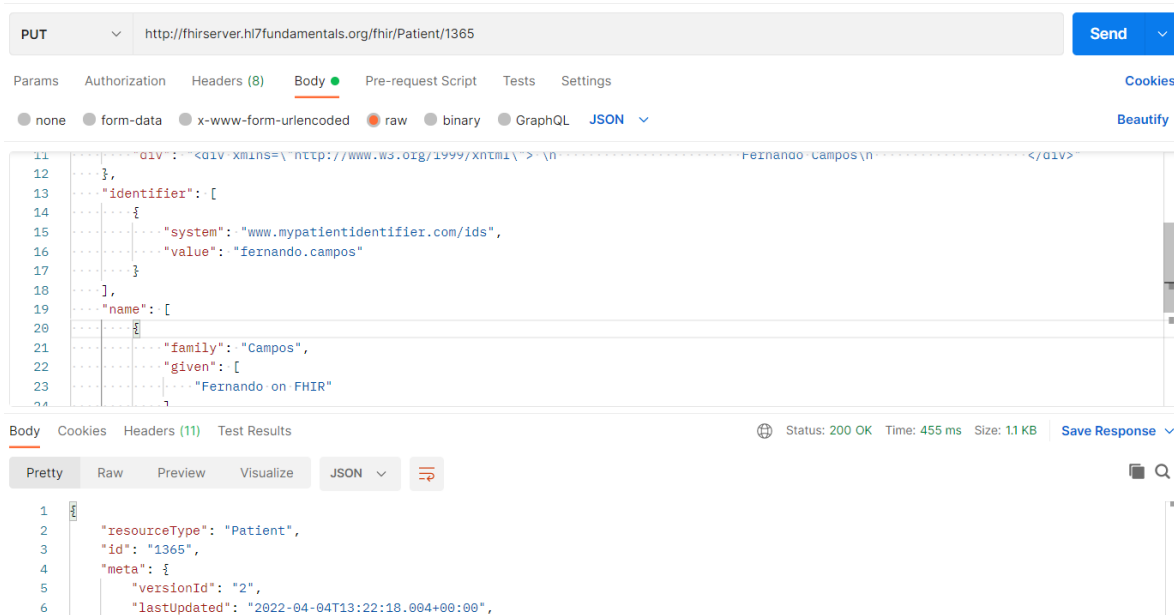 PUT http://fhirserver.hl7fundamentals.org/fhir/Patient/1365 Send
Params Authorization Headers (8) Body Pre-request Script Tests Settings Cookies
none form-data x-www-form-urlencoded raw binary GraphQL JSON Beautify
11 "div": "<div xmlns=\"http://www.w3.org/1999/xhtml\"> \n Fernando Campos\n </div>"
12 },
13 "identifier": [
14 {
15 "system": "www.mypatientidentifier.com/ids",
16 "value": "fernando.campos"
17 }
18 ],
19 "name": [
20 {
21 "family": "Campos",
22 "given": [
23 "Fernando on FHIR"
24 ]
Body Cookies Headers (11) Test Results Status: 200 OK Time: 455 ms Size: 1.1 KB Save Response
Pretty Raw Preview Visualize JSON
1 {
2 "resourceType": "Patient",
3 "id": "1365",
4 "meta": {
5 "versionId": "2",
6 "lastUpdated": "2022-04-04T13:22:18.004+00:00",